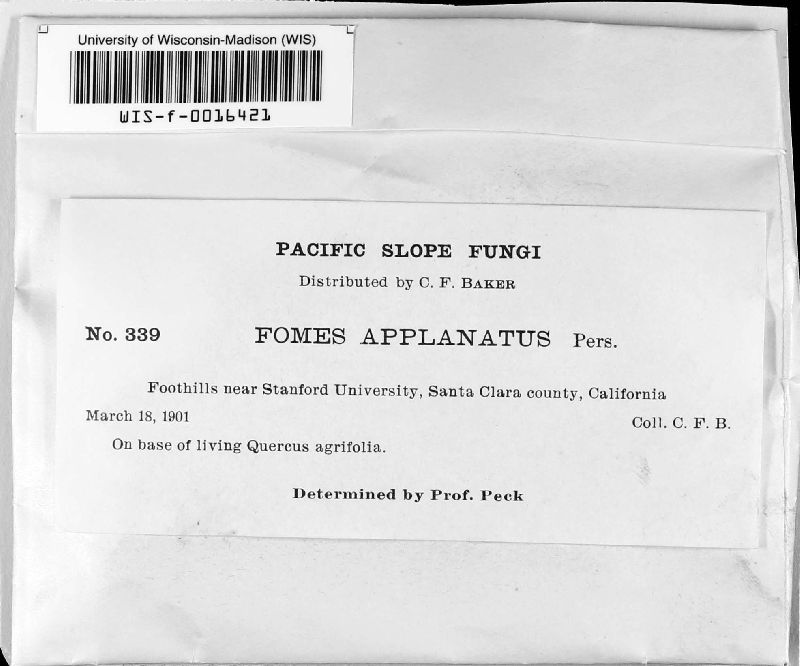 University of Wisconsin-Madison (WIS)
WIS-f-0016421
PACIFIC SLOPE FUNGI
Distributed by C. F. BAKER
No. 339 FOMES APPLANATUS Pers.
Foothills near Stanford University, Santa Clara county, California
March 18, 1901 Coll. C. F. B.
On base of living Quercus agrifolia.
Determined by Prof. Peck